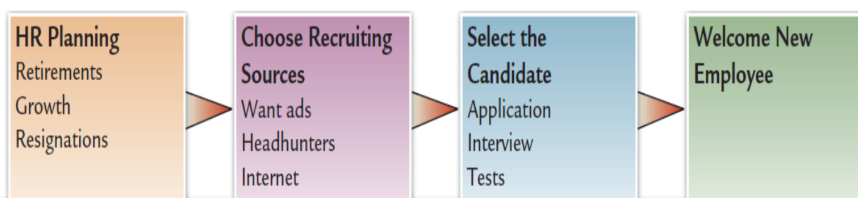 HR Planning
Retirements
Growth
Resignations
Choose Recruiting
Sources
Want ads
Headhunters
Internet
Select the
Candidate
Application
Interview
Tests
Welcome New
Employee